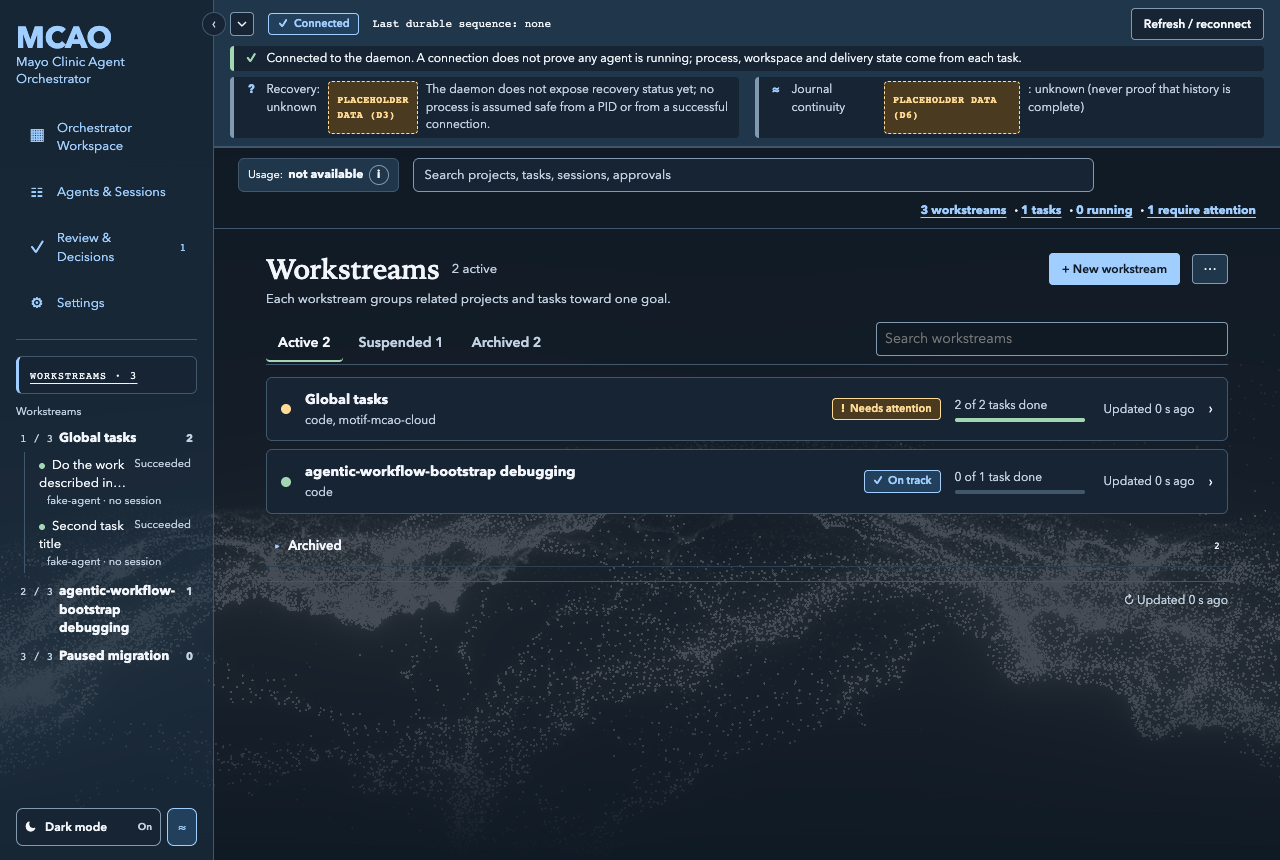 MCAO
Mayo Clinic Agent
Orchestrator
Orchestrator
Workspace
Agents & Sessions
Review &
Decisions
1
Settings
WORKSTREAMS · 3
Workstreams
1 / 3 Global tasks 2
Do the work Succeeded
described in…
fake-agent · no session
Second task Succeeded
title
fake-agent · no session
2 / 3 agentic-workflow- 1
bootstrap
debugging
3 / 3 Paused migration 0
Dark mode On
≈
‹
✓ Connected
Last durable sequence: none
Refresh / reconnect
✓ Connected to the daemon. A connection does not prove any agent is running; process, workspace and delivery state come from each task.
? Recovery:
unknown
PLACEHOLDER
DATA (D3)
The daemon does not expose recovery status yet; no
process is assumed safe from a PID or from a successful
connection.
≈ Journal
continuity
PLACEHOLDER DATA
(D6)
: unknown (never proof that history is
complete)
Usage: not available i
Search projects, tasks, sessions, approvals
3 workstreams · 1 tasks · 0 running · 1 require attention
Workstreams 2 active
+ New workstream
⋯
Each workstream groups related projects and tasks toward one goal.
Active 2 Suspended 1 Archived 2
Search workstreams
Global tasks
code, motif-mcao-cloud
! Needs attention
2 of 2 tasks done
Updated 0 s ago ›
agentic-workflow-bootstrap debugging
code
✓ On track
0 of 1 task done
Updated 0 s ago ›
▸ Archived 2
↻ Updated 0 s ago